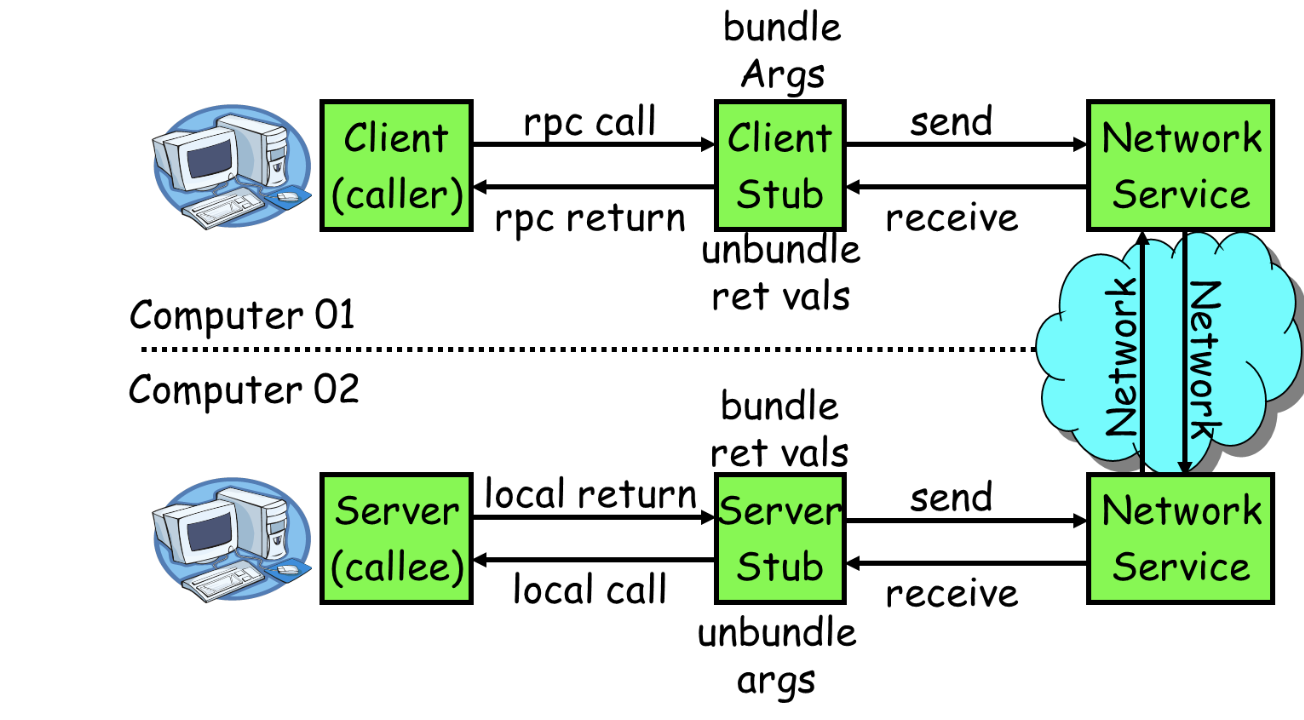 bundle
Args
Client
(caller)
rpc call
rpc return
Client
Stub
send
receive
Network
Service
unbundle
ret vals
Computer 01
Network
Network
Computer 02
bundle
ret vals
Server
(callee)
local return
local call
Server
Stub
send
receive
Network
Service
unbundle
args